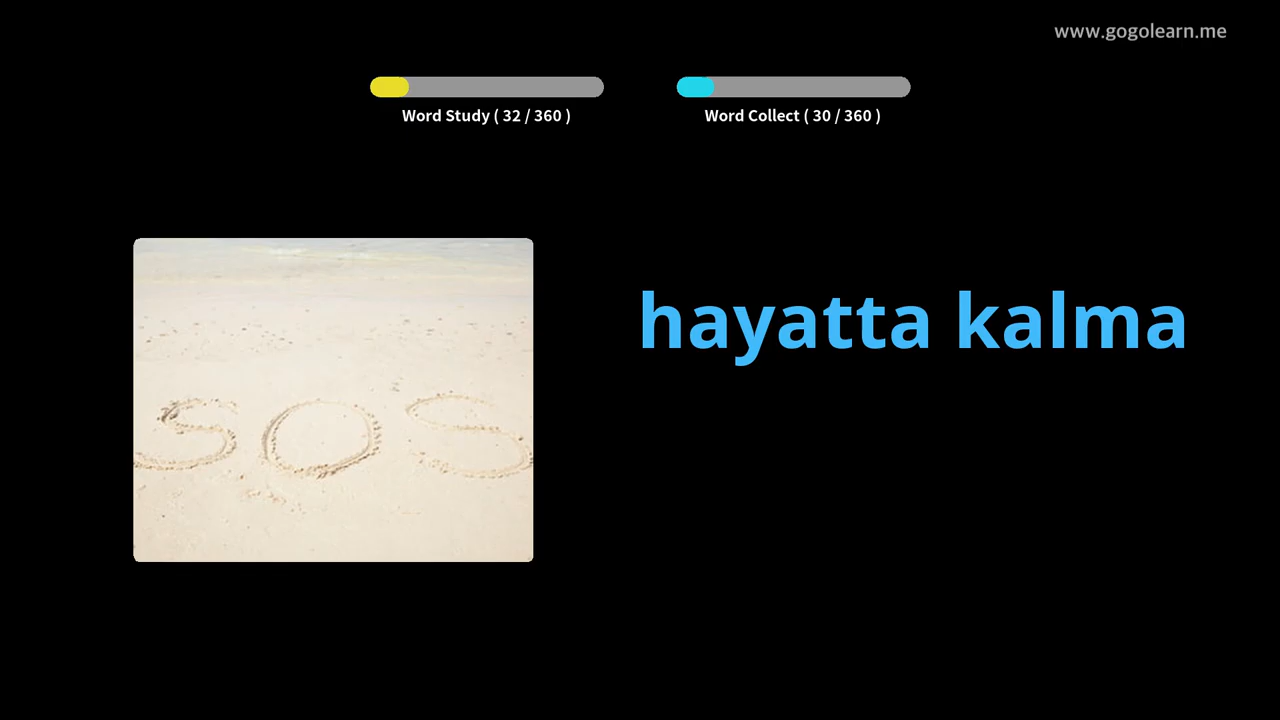 www.gogolearn.me
Word Study ( 32 / 360 )
Word Collect ( 30 / 360 )
hayatta kalma
SOS